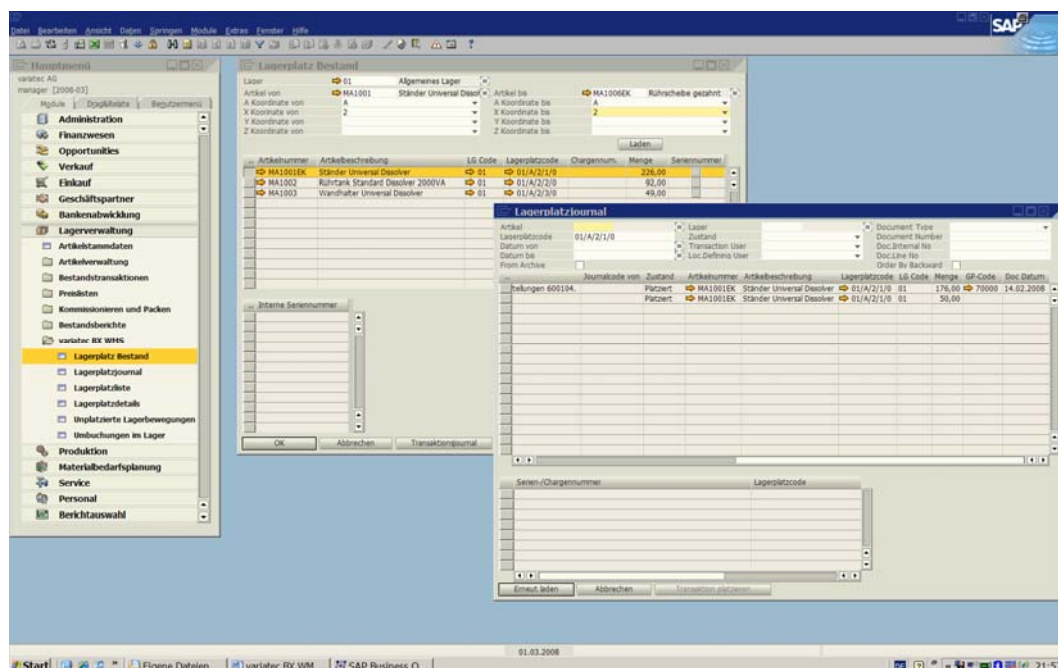 SAP
Datei Bearbeiten Ansicht Daten Springen Module Extras Fenster Hilfe
Hauptmenü
variatec AG
manager [2008-03]
Module Drag&Relate Benutzermenü
Administration
Finanzwesen
Opportunities
Verkauf
Einkauf
Geschäftspartner
Bankenabwicklung
Lagerverwaltung
Artikelstammdaten
Artikelverwaltung
Bestandstransaktionen
Preislisten
Kommissionieren und Packen
Bestandsberichte
variatec BX WMS
Lagerplatz Bestand
Lagerplatzjournal
Lagerplatzliste
Lagerplatzdetails
Unplatzierte Lagerbewegungen
Umbuchungen im Lager
Produktion
Materialbedarfsplanung
Service
Personal
Berichtauswahl
Lagerplatz Bestand
Lager 01 Allgemeines Lager
Artikel von MA1001 Ständer Universal Dissol Artikel bis MA1006EK Rührscheibe gezahnt
A Koordinate von A A Koordinate bis A
X Koordinate von 2 X Koordinate bis 2
Y Koordinate von Y Koordinate bis
Z Koordinate von Z Koordinate bis
Laden
... Artikelnummer Artikelbeschreibung LG Code Lagerplatzcode Chargennum. Menge Seriennummer
MA1001EK Ständer Universal Dissolver 01 01/A/2/1/0 226,00
MA1002 Rührtank Standard Dissolver 2000VA 01 01/A/2/2/0 92,00
MA1003 Wandhalter Universal Dissolver 01 01/A/2/3/0 49,00
... Interne Seriennummer
OK Abbrechen Transaktionsjournal
Lagerplatzjournal
Artikel Lager Document Type
Lagerplatzcode 01/A/2/1/0 Zustand Document Number
Datum von Transaction User Doc.Internal No
Datum bis Loc.Defining User Doc.Line No
From Archive Order By Backward
... Journalcode von Zustand Artikelnummer Artikelbeschreibung Lagerplatzcode LG Code Menge GP-Code Doc Datum
tellungen 600104. Platziert MA1001EK Ständer Universal Dissolver 01/A/2/1/0 01 176,00 70000 14.02.2008
Platziert MA1001EK Ständer Universal Dissolver 01/A/2/1/0 01 50,00
Serien-/Chargennummer Lagerplatzcode
Erneut laden Abbrechen Transaktion platzieren
01.03.2008
Start Eigene Dateien variatec BX WM... SAP Business O... DE